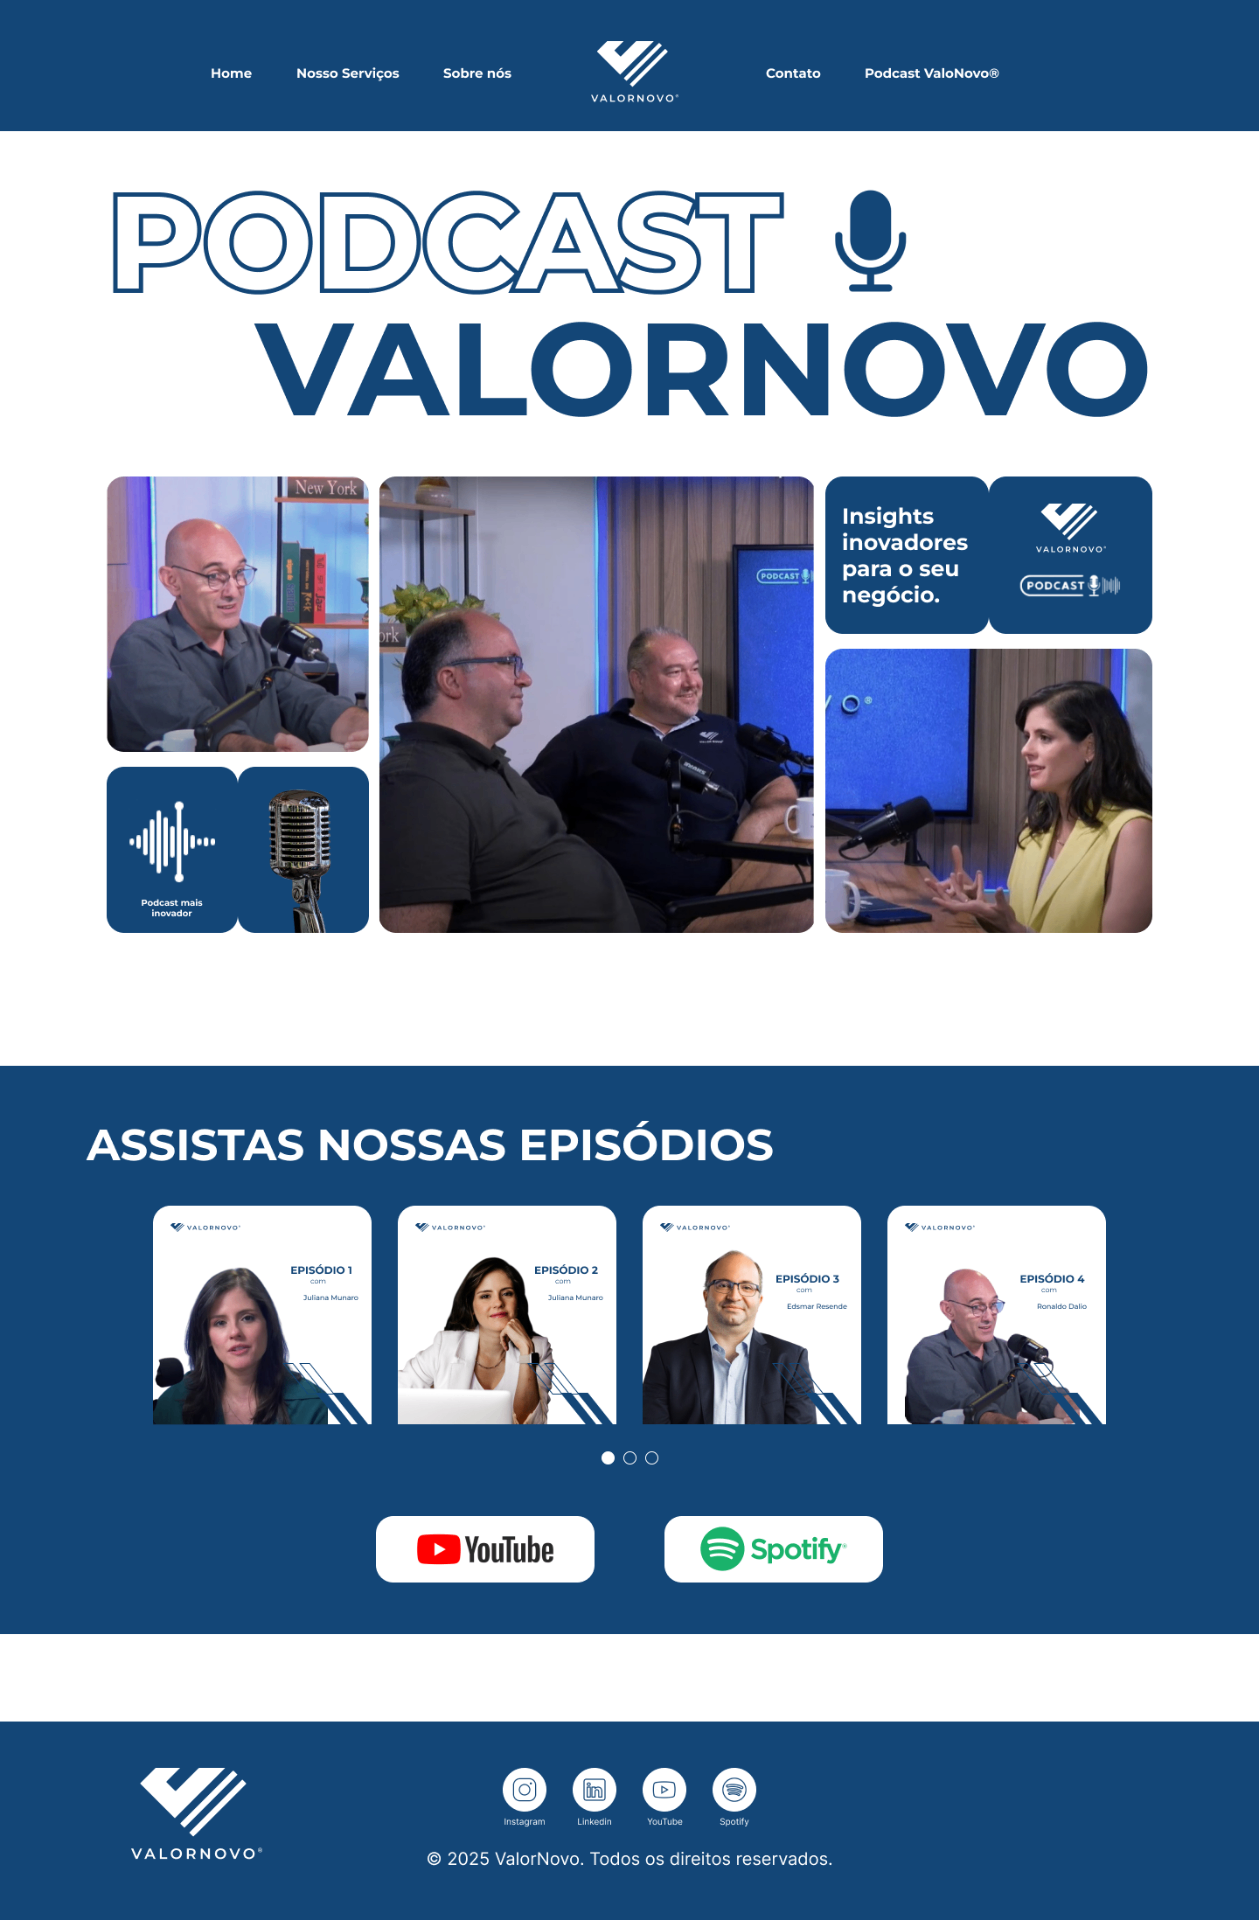 Home
Nosso Serviços
Sobre nós
VALORNOVO®
Contato
Podcast ValoNovo®
PODCAST
VALORNOVO
New York
ork
PODCAST
Insights
inovadores
para o seu
negócio.
VALORNOVO®
PODCAST
VO®
Podcast mais
inovador
ASSISTAS NOSSAS EPISÓDIOS
VALORNOVO®
EPISÓDIO 1
com
Juliana Munaro
VALORNOVO®
EPISÓDIO 2
com
Juliana Munaro
VALORNOVO®
EPISÓDIO 3
com
Edsmar Resende
VALORNOVO®
EPISÓDIO 4
com
Ronaldo Dalio
YouTube
Spotify®
VALORNOVO®
Instagram
Linkedin
YouTube
Spotify
© 2025 ValorNovo. Todos os direitos reservados.